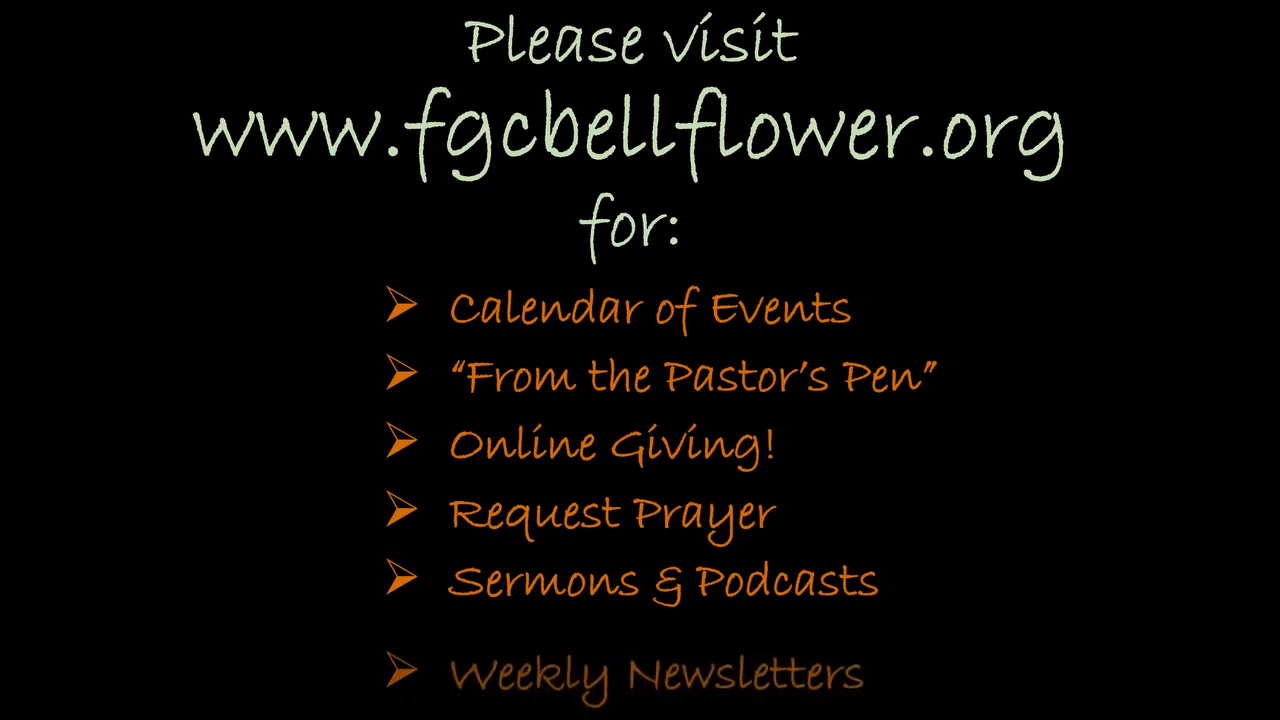 Please visit
www.fgcbellflower.org
for:
➢ Calendar of Events
➢ “From the Pastor’s Pen”
➢ Online Giving!
➢ Request Prayer
➢ Sermons & Podcasts
➢ Weekly Newsletters